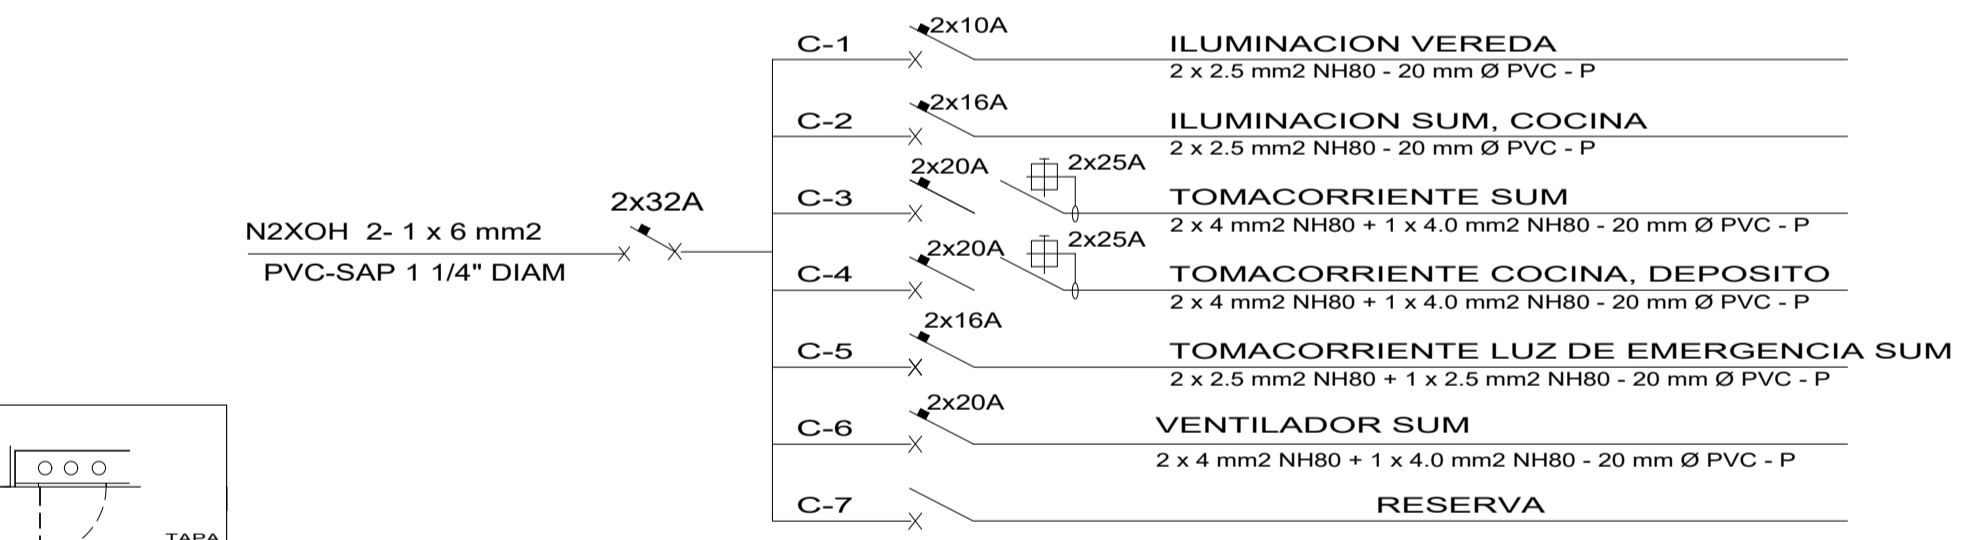 N2XOH 2- 1 x 6 mm2
PVC-SAP 1 1/4" DIAM
2x32A
C-1
2x10A
ILUMINACION VEREDA
2 x 2.5 mm2 NH80 - 20 mm Ø PVC - P
C-2
2x16A
ILUMINACION SUM, COCINA
2 x 2.5 mm2 NH80 - 20 mm Ø PVC - P
C-3
2x20A
2x25A
TOMACORRIENTE SUM
2 x 4 mm2 NH80 + 1 x 4.0 mm2 NH80 - 20 mm Ø PVC - P
C-4
2x20A
2x25A
TOMACORRIENTE COCINA, DEPOSITO
2 x 4 mm2 NH80 + 1 x 4.0 mm2 NH80 - 20 mm Ø PVC - P
C-5
2x16A
TOMACORRIENTE LUZ DE EMERGENCIA SUM
2 x 2.5 mm2 NH80 + 1 x 2.5 mm2 NH80 - 20 mm Ø PVC - P
C-6
2x20A
VENTILADOR SUM
2 x 4 mm2 NH80 + 1 x 4.0 mm2 NH80 - 20 mm Ø PVC - P
C-7
RESERVA
TAPA